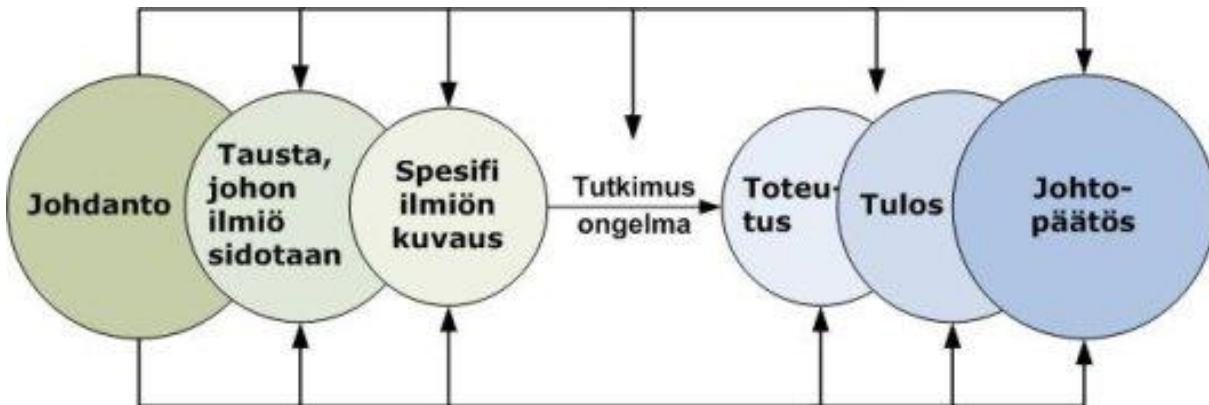 Johdanto
Tausta,
johon
ilmiö
sidotaan
Spesifi
ilmiön
kuvaus
Tutkimus
ongelma
Toteu-
tus
Tulos
Johto-
päätös